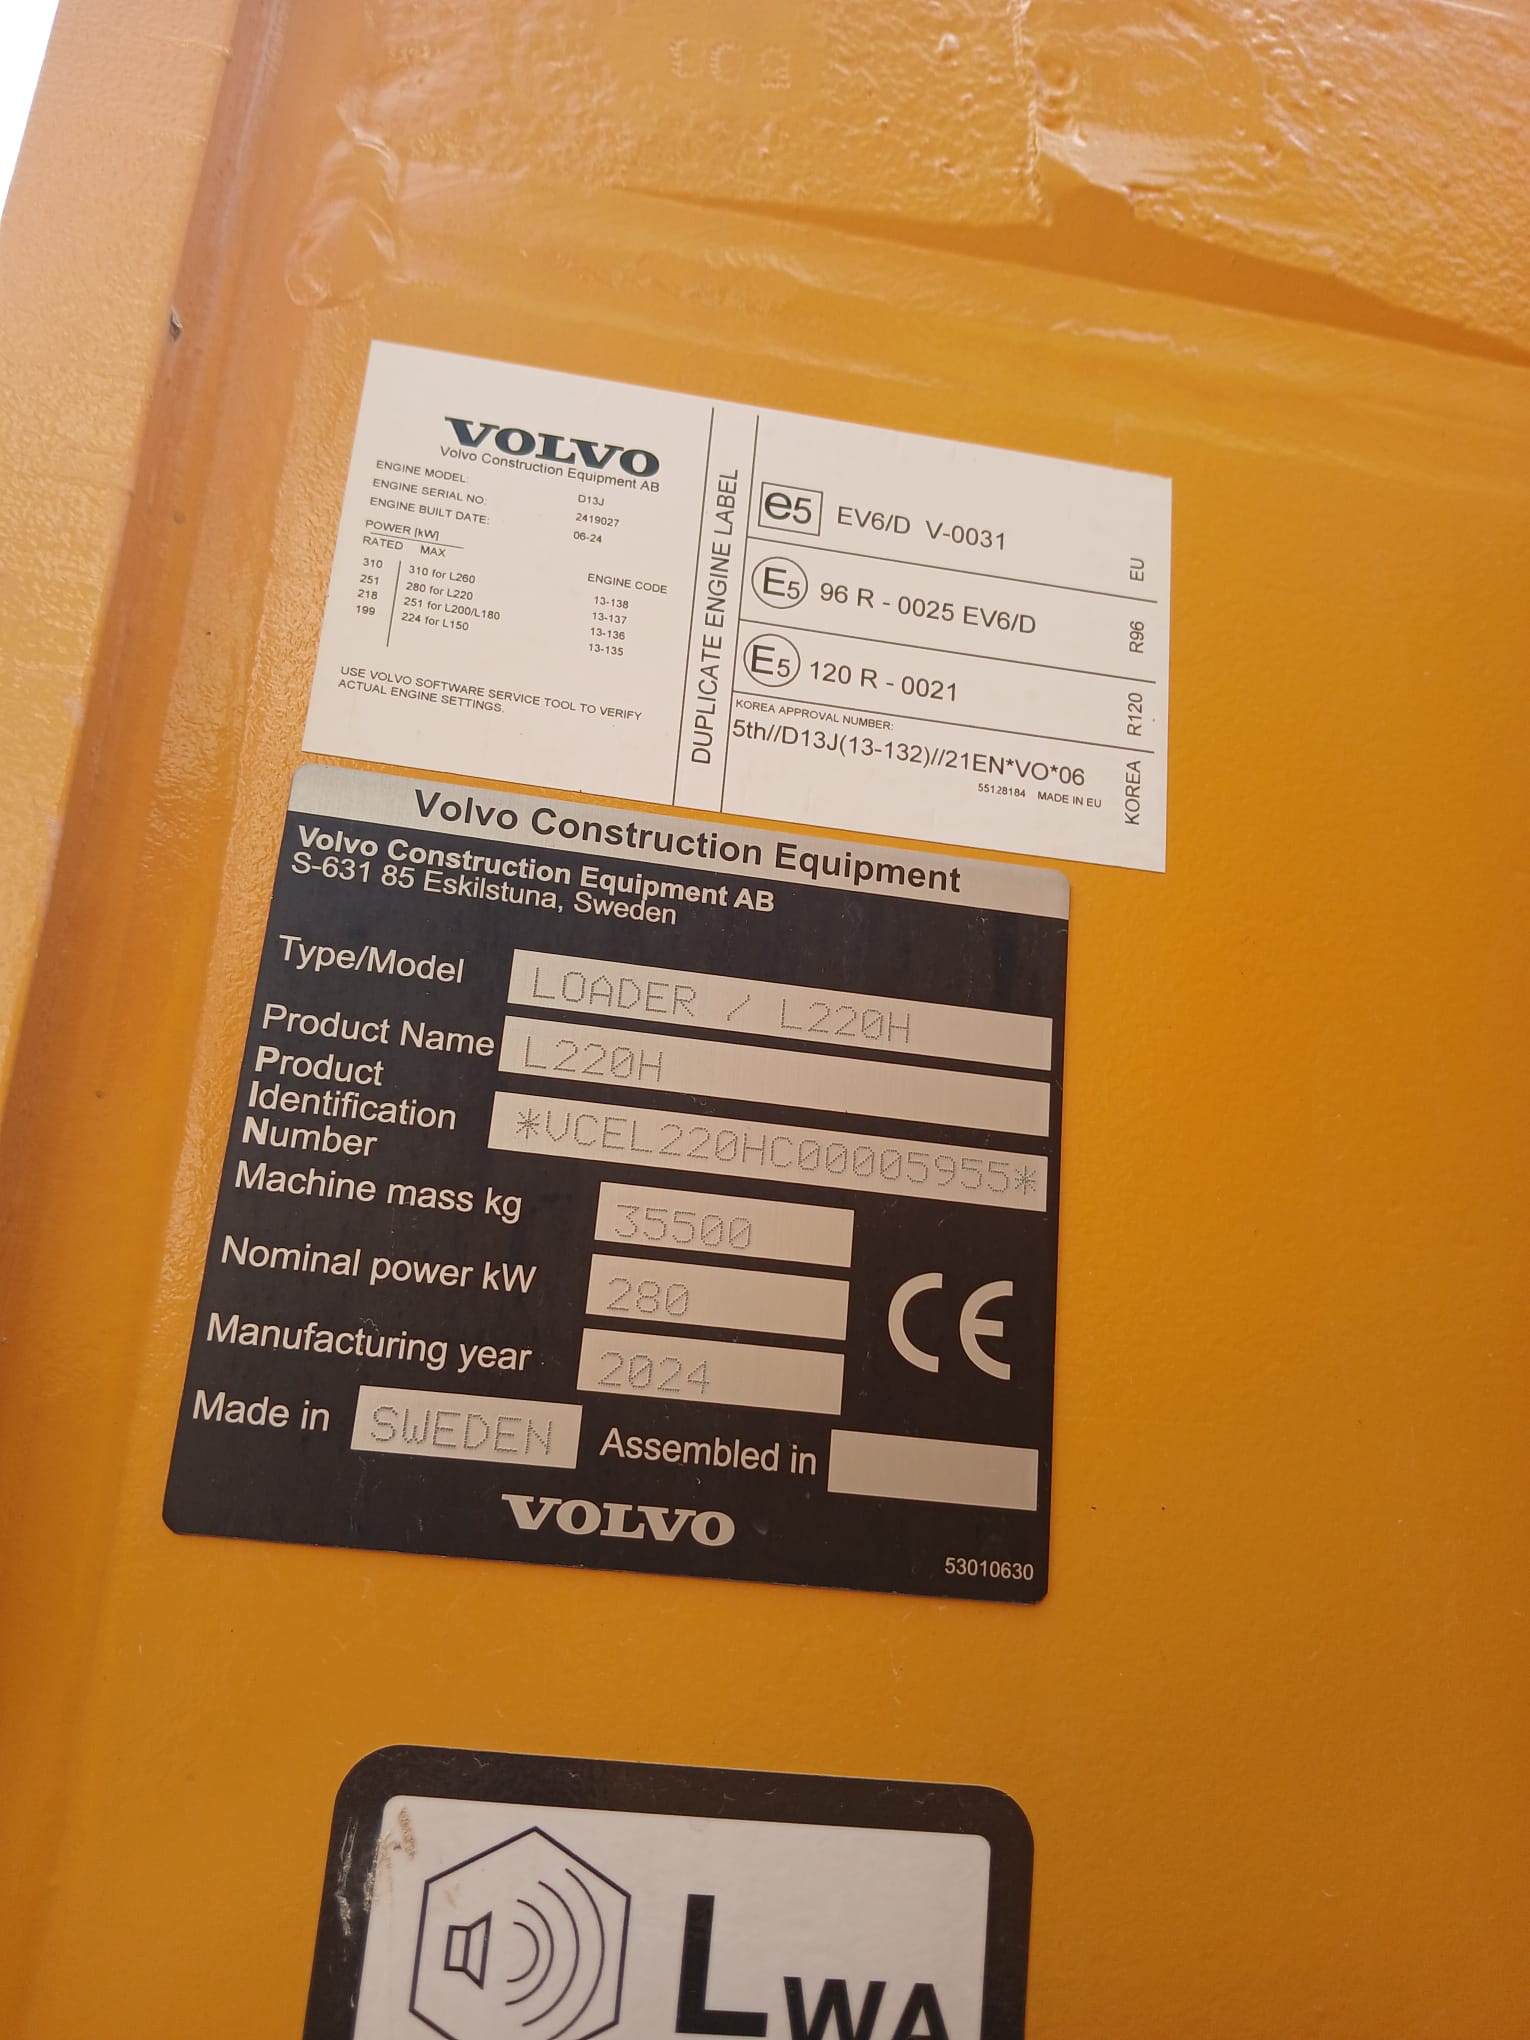 VOLVO
Volvo Construction Equipment AB
ENGINE MODEL: D13J
ENGINE SERIAL NO: 2419027
ENGINE BUILT DATE: 06-24
POWER [kW]
RATED MAX ENGINE CODE
310 310 for L260 13-138
251 280 for L220 13-137
218 251 for L200/L180 13-136
199 224 for L150 13-135
USE VOLVO SOFTWARE SERVICE TOOL TO VERIFY
ACTUAL ENGINE SETTINGS.
DUPLICATE ENGINE LABEL
e5 EV6/D V-0031 EU
E5 96 R - 0025 EV6/D R96
E5 120 R - 0021 R120
KOREA APPROVAL NUMBER:
5th//D13J(13-132)//21EN*VO*06 KOREA
55128184 MADE IN EU
Volvo Construction Equipment
Volvo Construction Equipment AB
S-631 85 Eskilstuna, Sweden
Type/Model LOADER / L220H
Product Name L220H
Product
Identification
Number *VCEL220HC00005955*
Machine mass kg 35500
Nominal power kW 280
Manufacturing year 2024
CE
Made in SWEDEN Assembled in
VOLVO
53010630
LWA